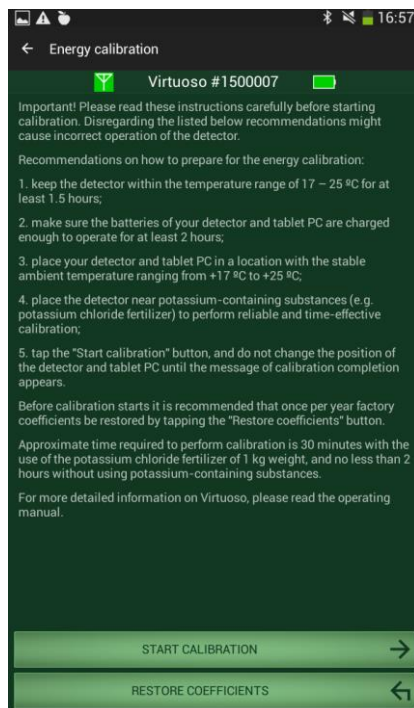 16:57
Energy calibration
Virtuoso #1500007
Important! Please read these instructions carefully before starting
calibration. Disregarding the listed below recommendations might
cause incorrect operation of the detector.
Recommendations on how to prepare for the energy calibration:
1. keep the detector within the temperature range of 17 – 25 ºC for at
least 1.5 hours;
2. make sure the batteries of your detector and tablet PC are charged
enough to operate for at least 2 hours;
3. place your detector and tablet PC in a location with the stable
ambient temperature ranging from +17 ºC to +25 ºC;
4. place the detector near potassium-containing substances (e.g.
potassium chloride fertilizer) to perform reliable and time-effective
calibration;
5. tap the "Start calibration" button, and do not change the position of
the detector and tablet PC until the message of calibration completion
appears.
Before calibration starts it is recommended that once per year factory
coefficients be restored by tapping the "Restore coefficients" button.
Approximate time required to perform calibration is 30 minutes with the
use of the potassium chloride fertilizer of 1 kg weight, and no less than 2
hours without using potassium-containing substances.
For more detailed information on Virtuoso, please read the operating
manual.
START CALIBRATION
RESTORE COEFFICIENTS